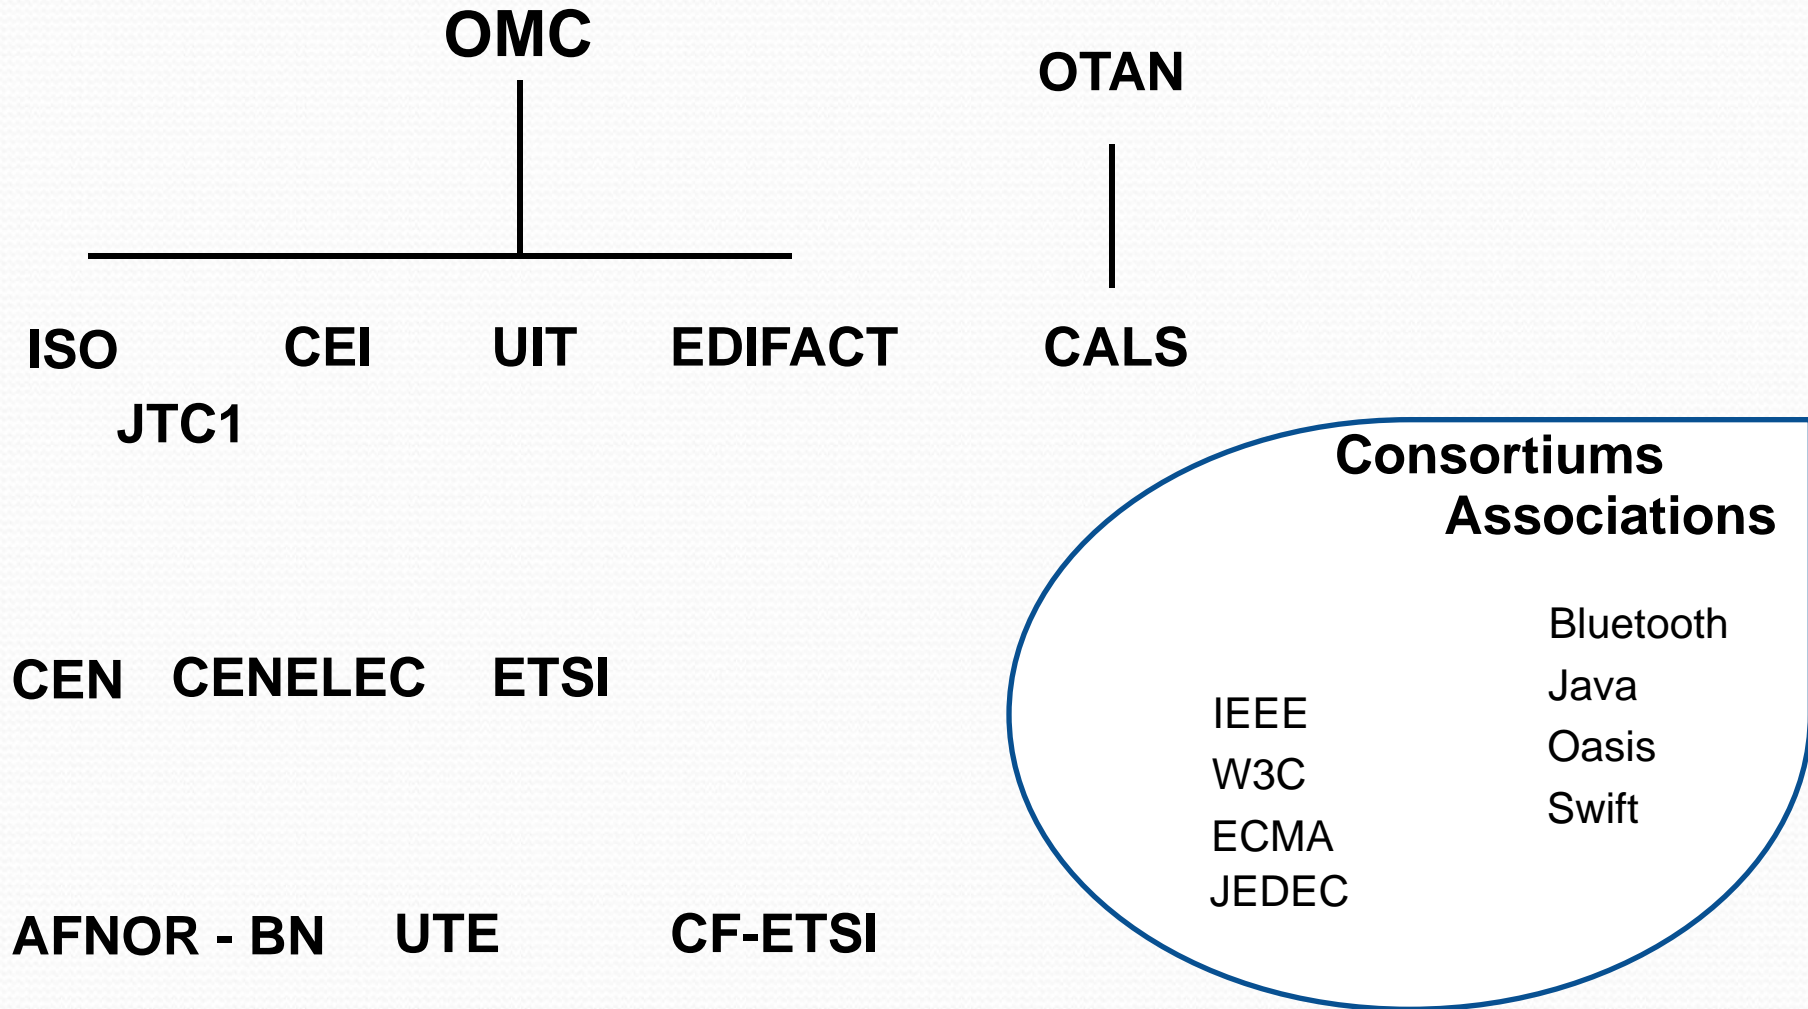 OMC
OTAN
ISO CEI UIT EDIFACT CALS
JTC1
Consortiums
Associations
CEN CENELEC ETSI
IEEE
W3C
ECMA
JEDEC
Bluetooth
Java
Oasis
Swift
AFNOR - BN UTE CF-ETSI